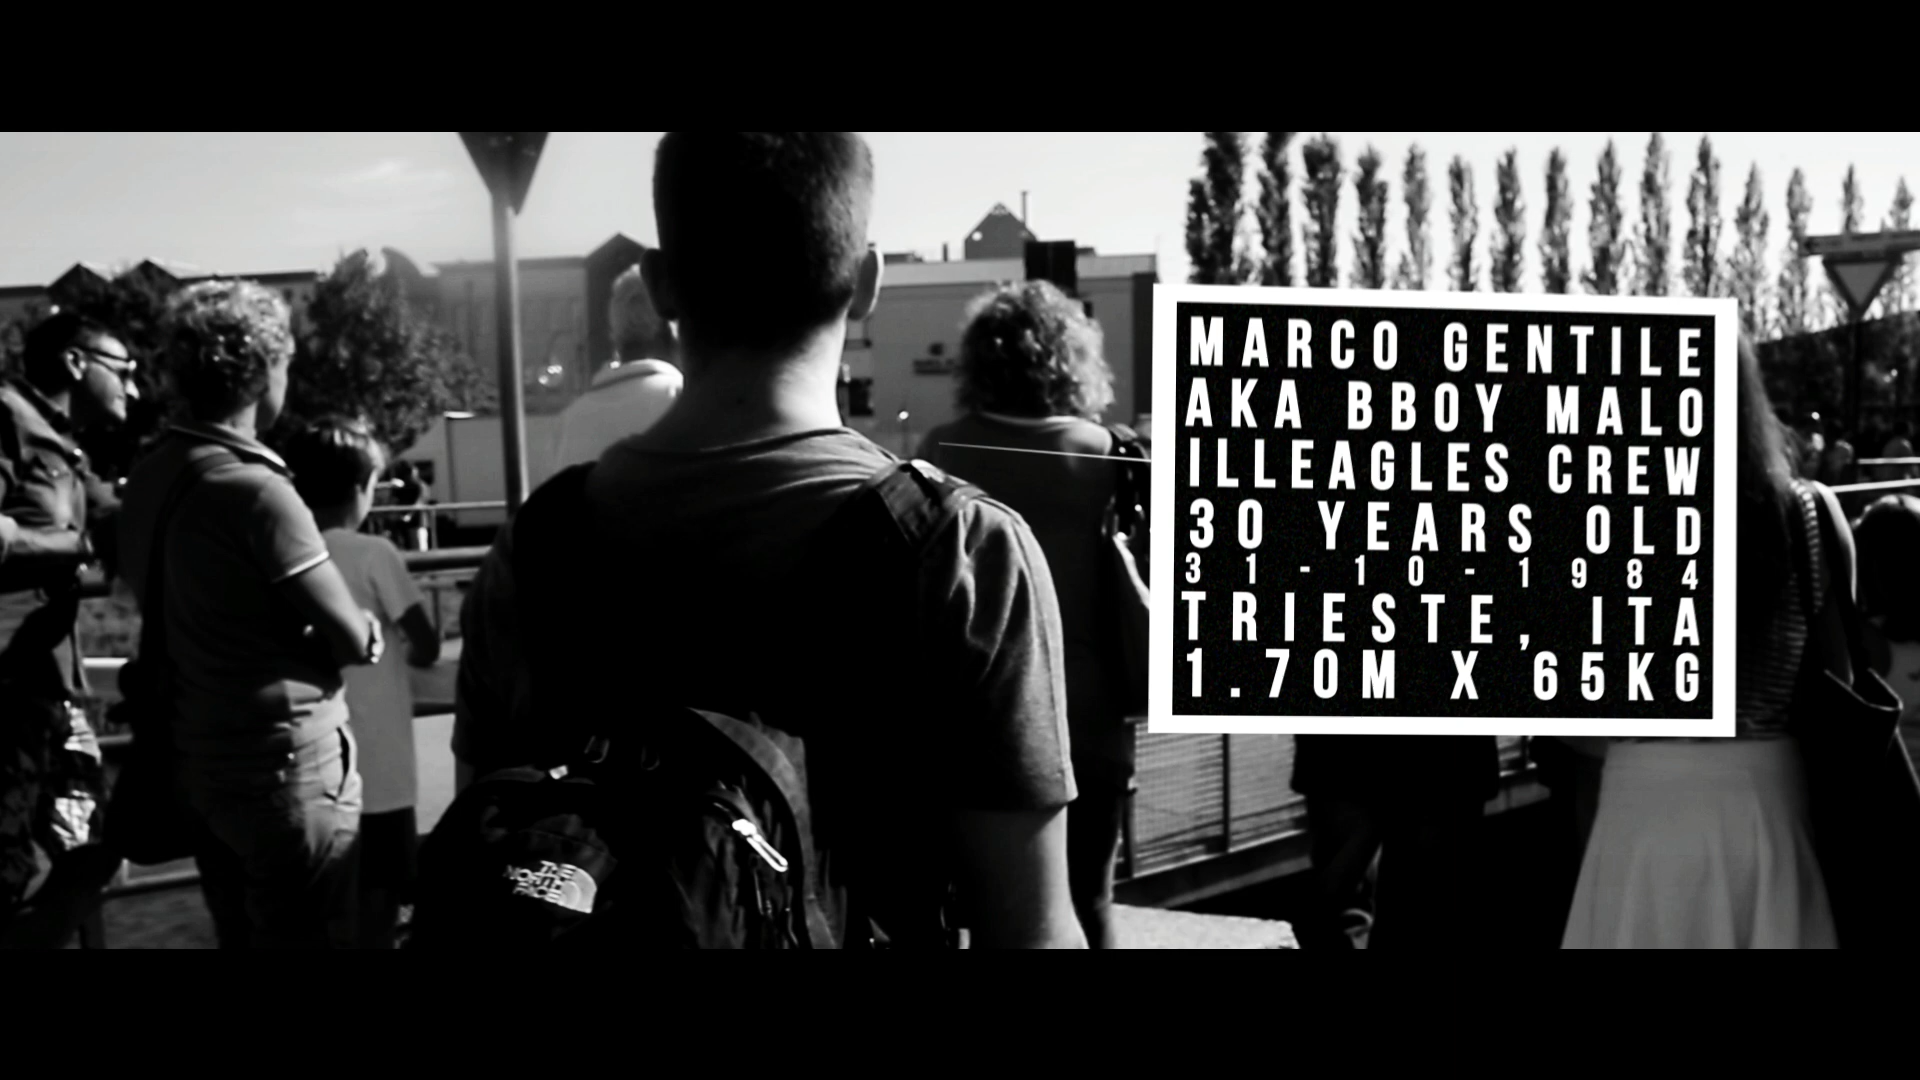 MARCO GENTILE
AKA BBOY MALO
ILLEAGLES CREW
30 YEARS OLD
31-10-1984
TRIESTE, ITA
1.70M X 65KG
THE
NORTH
FACE